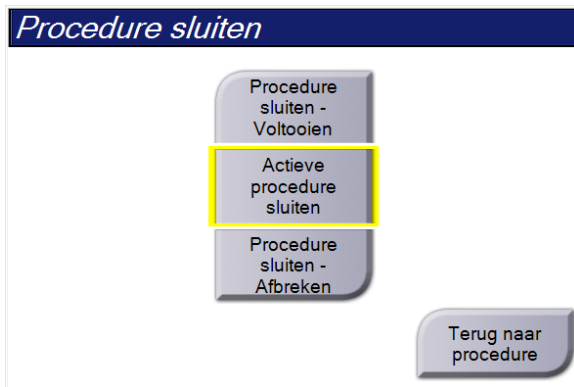 Procedure sluiten
Procedure
sluiten -
Voltooien
Actieve
procedure
sluiten
Procedure
sluiten -
Afbreken
Terug naar
procedure